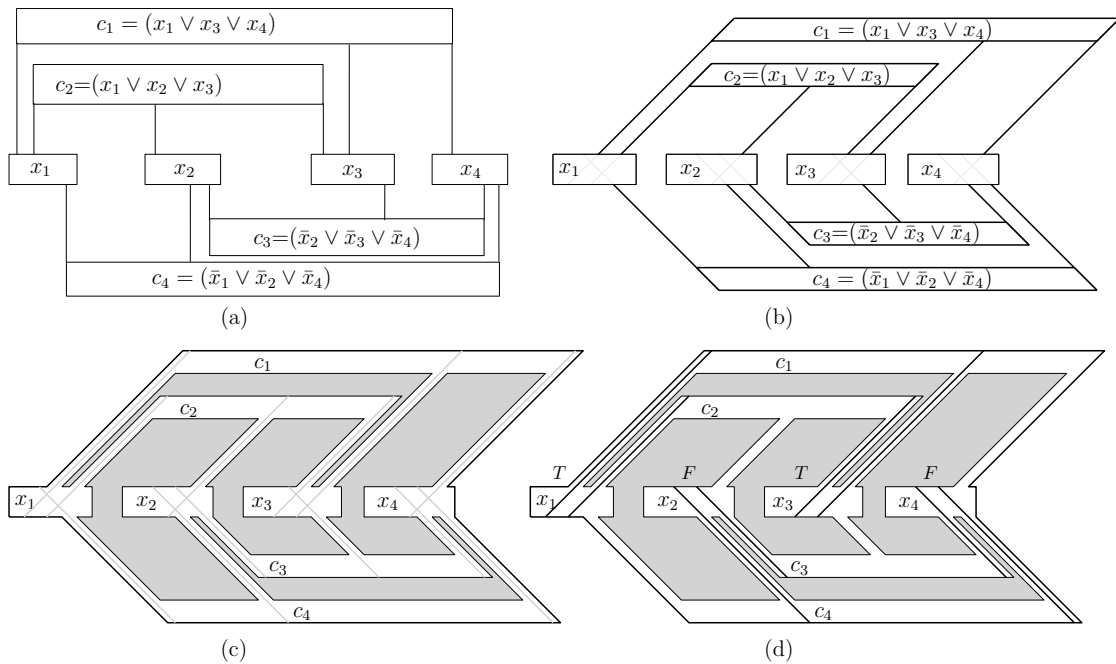 c₁ = (x₁ ∨ x₃ ∨ x₄)
c₂=(x₁ ∨ x₂ ∨ x₃)
x₁ x₂ x₃ x₄
c₃=(x̄₂ ∨ x̄₃ ∨ x̄₄)
c₄ = (x̄₁ ∨ x̄₂ ∨ x̄₄)
(a)
c₁ = (x₁ ∨ x₃ ∨ x₄)
c₂=(x₁ ∨ x₂ ∨ x₃)
x₁ x₂ x₃ x₄
c₃=(x̄₂ ∨ x̄₃ ∨ x̄₄)
c₄ = (x̄₁ ∨ x̄₂ ∨ x̄₄)
(b)
c₁
c₂
x₁ x₂ x₃ x₄
c₃
c₄
(c)
c₁
c₂
T F T F
x₁ x₂ x₃ x₄
c₃
c₄
(d)